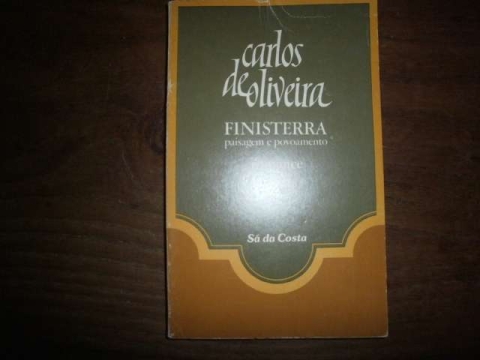 carlos
de oliveira
FINISTERRA
paisagem e povoamento
Sá da Costa